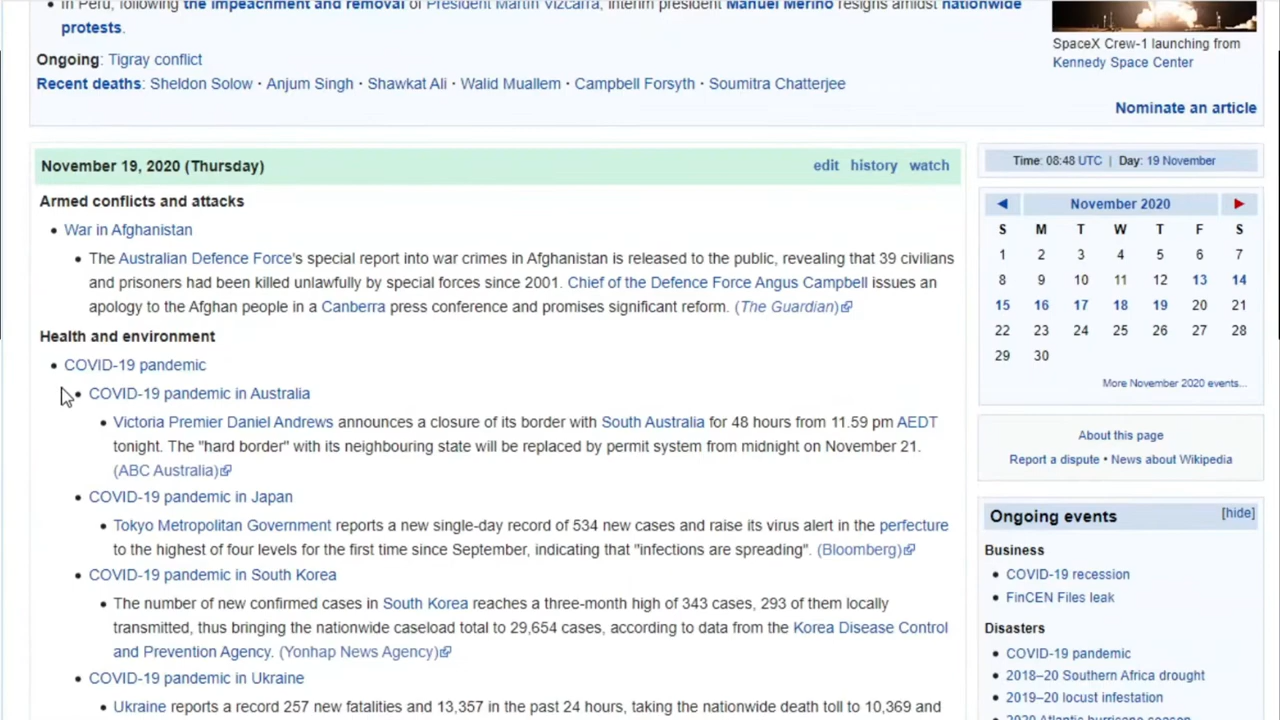 In Peru, following the impeachment and removal of President Martín Vizcarra, interim president Manuel Merino resigns amidst nationwide
protests.
Ongoing: Tigray conflict
Recent deaths: Sheldon Solow · Anjum Singh · Shawkat Ali · Walid Muallem · Campbell Forsyth · Soumitra Chatterjee
SpaceX Crew-1 launching from
Kennedy Space Center
Nominate an article
November 19, 2020 (Thursday)
edit history watch
Armed conflicts and attacks
War in Afghanistan
The Australian Defence Force's special report into war crimes in Afghanistan is released to the public, revealing that 39 civilians
and prisoners had been killed unlawfully by special forces since 2001. Chief of the Defence Force Angus Campbell issues an
apology to the Afghan people in a Canberra press conference and promises significant reform. (The Guardian)
Health and environment
COVID-19 pandemic
COVID-19 pandemic in Australia
Victoria Premier Daniel Andrews announces a closure of its border with South Australia for 48 hours from 11.59 pm AEDT
tonight. The "hard border" with its neighbouring state will be replaced by permit system from midnight on November 21.
(ABC Australia)
COVID-19 pandemic in Japan
Tokyo Metropolitan Government reports a new single-day record of 534 new cases and raise its virus alert in the perfecture
to the highest of four levels for the first time since September, indicating that "infections are spreading". (Bloomberg)
COVID-19 pandemic in South Korea
The number of new confirmed cases in South Korea reaches a three-month high of 343 cases, 293 of them locally
transmitted, thus bringing the nationwide caseload total to 29,654 cases, according to data from the Korea Disease Control
and Prevention Agency. (Yonhap News Agency)
COVID-19 pandemic in Ukraine
Ukraine reports a record 257 new fatalities and 13,357 in the past 24 hours, taking the nationwide death toll to 10,369 and
Time: 08:48 UTC | Day: 19 November
◄ November 2020 ►
S M T W T F S
1 2 3 4 5 6 7
8 9 10 11 12 13 14
15 16 17 18 19 20 21
22 23 24 25 26 27 28
29 30
More November 2020 events...
About this page
Report a dispute • News about Wikipedia
Ongoing events [hide]
Business
COVID-19 recession
FinCEN Files leak
Disasters
COVID-19 pandemic
2018–20 Southern Africa drought
2019–20 locust infestation
2020 Atlantic hurricane season